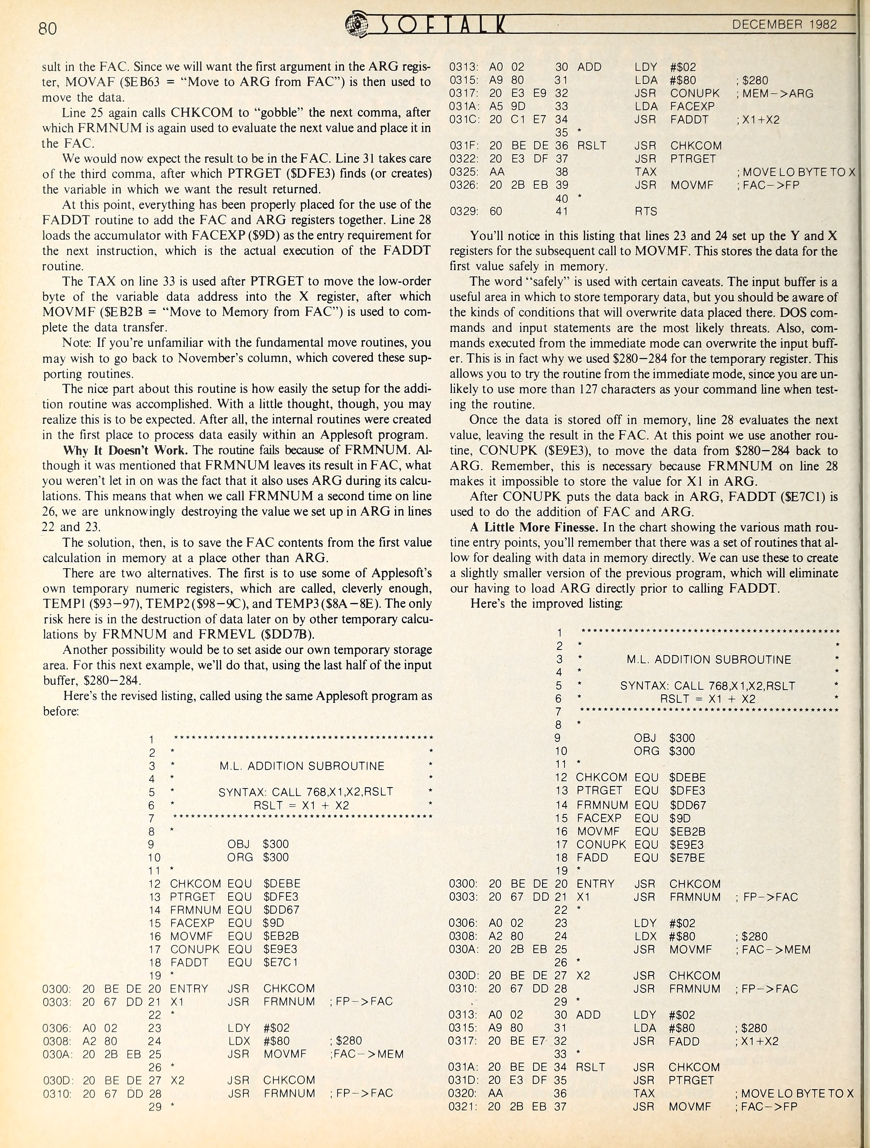 80
SOFTALK
DECEMBER 1982
sult in the FAC. Since we will want the first argument in the ARG regis-
ter, MOVAF ($EB63 = "Move to ARG from FAC") is then used to
move the data.
Line 25 again calls CHKCOM to "gobble" the next comma, after
which FRMNUM is again used to evaluate the next value and place it in
the FAC.
We would now expect the result to be in the FAC. Line 31 takes care
of the third comma, after which PTRGET ($DFE3) finds (or creates)
the variable in which we want the result returned.
At this point, everything has been properly placed for the use of the
FADDT routine to add the FAC and ARG registers together. Line 28
loads the accumulator with FACEXP ($9D) as the entry requirement for
the next instruction, which is the actual execution of the FADDT
routine.
The TAX on line 33 is used after PTRGET to move the low-order
byte of the variable data address into the X register, after which
MOVMF ($EB2B = "Move to Memory from FAC") is used to com-
plete the data transfer.
Note: If you're unfamiliar with the fundamental move routines, you
may wish to go back to November's column, which covered these sup-
porting routines.
The nice part about this routine is how easily the setup for the addi-
tion routine was accomplished. With a little thought, though, you may
realize this is to be expected. After all, the internal routines were created
in the first place to process data easily within an Applesoft program.
Why It Doesn't Work. The routine fails because of FRMNUM. Al-
though it was mentioned that FRMNUM leaves its result in FAC, what
you weren't let in on was the fact that it also uses ARG during its calcu-
lations. This means that when we call FRMNUM a second time on line
26, we are unknowingly destroying the value we set up in ARG in lines
22 and 23.
The solution, then, is to save the FAC contents from the first value
calculation in memory at a place other than ARG.
There are two alternatives. The first is to use some of Applesoft's
own temporary numeric registers, which are called, cleverly enough,
TEMP1 ($93–97), TEMP2 ($98–9C), and TEMP3 ($8A–8E). The only
risk here is in the destruction of data later on by other temporary calcu-
lations by FRMNUM and FRMEVL ($DD7B).
Another possibility would be to set aside our own temporary storage
area. For this next example, we'll do that, using the last half of the input
buffer, $280–284.
Here's the revised listing, called using the same Applesoft program as
before:
1 ******************************************
2 * *
3 * M.L. ADDITION SUBROUTINE *
4 * *
5 * SYNTAX: CALL 768,X1,X2,RSLT *
6 * RSLT = X1 + X2 *
7 ******************************************
8 *
9 OBJ $300
10 ORG $300
11 *
12 CHKCOM EQU $DEBE
13 PTRGET EQU $DFE3
14 FRMNUM EQU $DD67
15 FACEXP EQU $9D
16 MOVMF EQU $EB2B
17 CONUPK EQU $E9E3
18 FADDT EQU $E7C1
19 *
0300: 20 BE DE 20 ENTRY JSR CHKCOM
0303: 20 67 DD 21 X1 JSR FRMNUM ; FP->FAC
22 *
0306: A0 02 23 LDY #$02
0308: A2 80 24 LDX #$80 ; $280
030A: 20 2B EB 25 JSR MOVMF ;FAC->MEM
26 *
030D: 20 BE DE 27 X2 JSR CHKCOM
0310: 20 67 DD 28 JSR FRMNUM ; FP->FAC
29 *
0313: A0 02 30 ADD LDY #$02
0315: A9 80 31 LDA #$80 ; $280
0317: 20 E3 E9 32 JSR CONUPK ; MEM->ARG
031A: A5 9D 33 LDA FACEXP
031C: 20 C1 E7 34 JSR FADDT ; X1+X2
35 *
031F: 20 BE DE 36 RSLT JSR CHKCOM
0322: 20 E3 DF 37 JSR PTRGET
0325: AA 38 TAX ; MOVE LO BYTE TO X
0326: 20 2B EB 39 JSR MOVMF ; FAC->FP
40 *
0329: 60 41 RTS
You'll notice in this listing that lines 23 and 24 set up the Y and X
registers for the subsequent call to MOVMF. This stores the data for the
first value safely in memory.
The word "safely" is used with certain caveats. The input buffer is a
useful area in which to store temporary data, but you should be aware of
the kinds of conditions that will overwrite data placed there. DOS com-
mands and input statements are the most likely threats. Also, com-
mands executed from the immediate mode can overwrite the input buff-
er. This is in fact why we used $280–284 for the temporary register. This
allows you to try the routine from the immediate mode, since you are un-
likely to use more than 127 characters as your command line when test-
ing the routine.
Once the data is stored off in memory, line 28 evaluates the next
value, leaving the result in the FAC. At this point we use another rou-
tine, CONUPK ($E9E3), to move the data from $280–284 back to
ARG. Remember, this is necessary because FRMNUM on line 28
makes it impossible to store the value for X1 in ARG.
After CONUPK puts the data back in ARG, FADDT ($E7C1) is
used to do the addition of FAC and ARG.
A Little More Finesse. In the chart showing the various math rou-
tine entry points, you'll remember that there was a set of routines that al-
low for dealing with data in memory directly. We can use these to create
a slightly smaller version of the previous program, which will eliminate
our having to load ARG directly prior to calling FADDT.
Here's the improved listing:
1 ******************************************
2 * *
3 * M.L. ADDITION SUBROUTINE *
4 * *
5 * SYNTAX: CALL 768,X1,X2,RSLT *
6 * RSLT = X1 + X2 *
7 ******************************************
8 *
9 OBJ $300
10 ORG $300
11 *
12 CHKCOM EQU $DEBE
13 PTRGET EQU $DFE3
14 FRMNUM EQU $DD67
15 FACEXP EQU $9D
16 MOVMF EQU $EB2B
17 CONUPK EQU $E9E3
18 FADD EQU $E7BE
19 *
0300: 20 BE DE 20 ENTRY JSR CHKCOM
0303: 20 67 DD 21 X1 JSR FRMNUM ; FP->FAC
22 *
0306: A0 02 23 LDY #$02
0308: A2 80 24 LDX #$80 ; $280
030A: 20 2B EB 25 JSR MOVMF ; FAC->MEM
26 *
030D: 20 BE DE 27 X2 JSR CHKCOM
0310: 20 67 DD 28 JSR FRMNUM ; FP->FAC
29 *
0313: A0 02 30 ADD LDY #$02
0315: A9 80 31 LDA #$80 ; $280
0317: 20 BE E7 32 JSR FADD ; X1+X2
33 *
031A: 20 BE DE 34 RSLT JSR CHKCOM
031D: 20 E3 DF 35 JSR PTRGET
0320: AA 36 TAX ; MOVE LO BYTE TO X
0321: 20 2B EB 37 JSR MOVMF ; FAC->FP